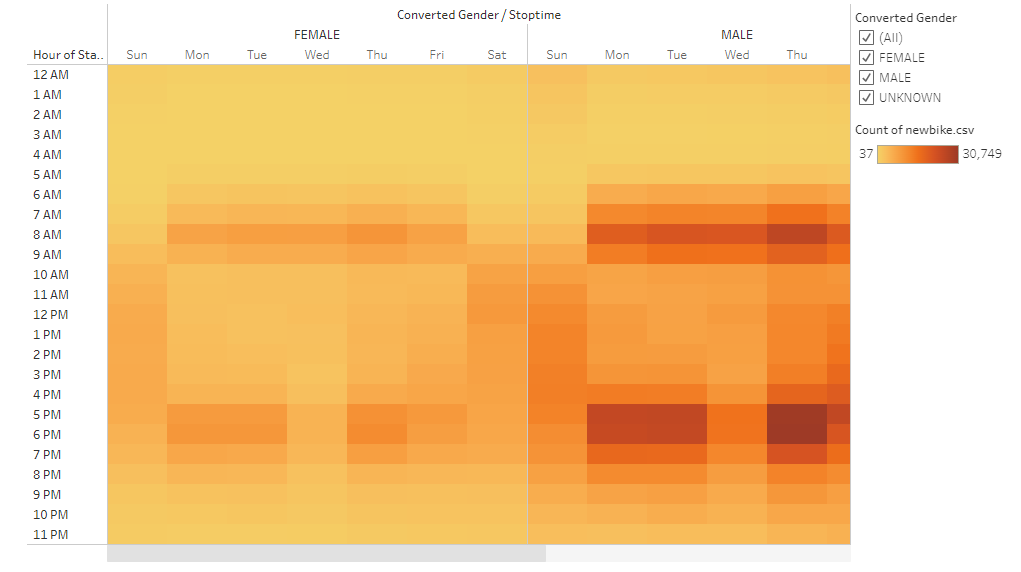 Converted Gender / Stoptime
FEMALE MALE
Hour of Sta.. Sun Mon Tue Wed Thu Fri Sat Sun Mon Tue Wed Thu
12 AM
1 AM
2 AM
3 AM
4 AM
5 AM
6 AM
7 AM
8 AM
9 AM
10 AM
11 AM
12 PM
1 PM
2 PM
3 PM
4 PM
5 PM
6 PM
7 PM
8 PM
9 PM
10 PM
11 PM
Converted Gender
(All)
FEMALE
MALE
UNKNOWN
Count of newbike.csv
37 30,749